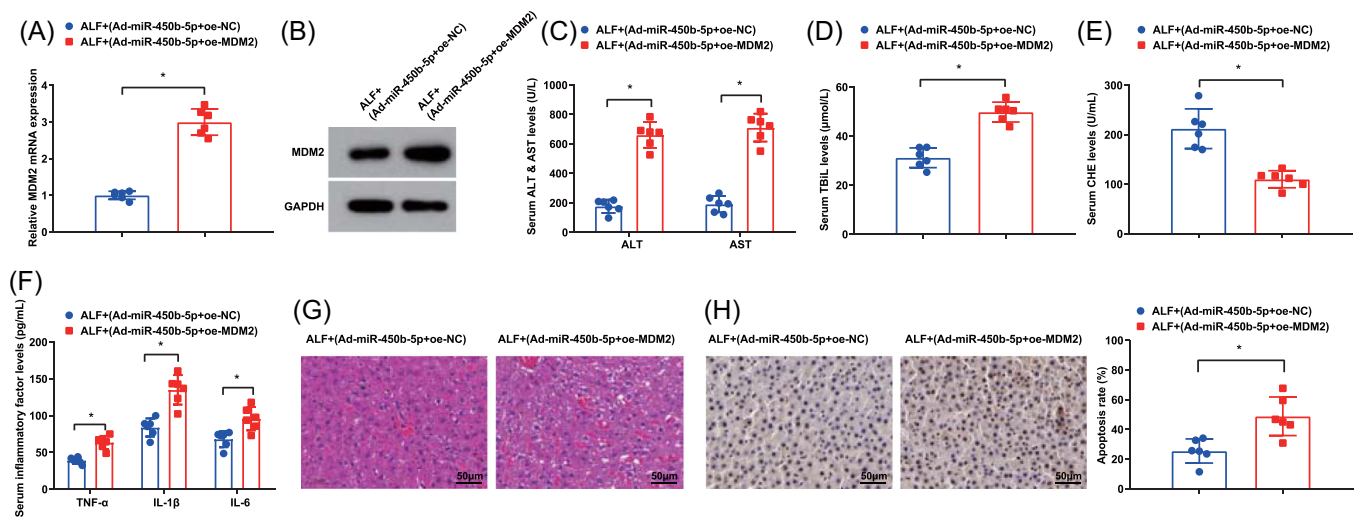 (A)
ALF+(Ad-miR-450b-5p+oe-NC)
ALF+(Ad-miR-450b-5p+oe-MDM2)
Relative MDM2 mRNA expression
4
3
2
1
0
*
(B)
ALF+
(Ad-miR-450b-5p+oe-NC)
ALF+
(Ad-miR-450b-5p+oe-MDM2)
MDM2
GAPDH
(C)
ALF+(Ad-miR-450b-5p+oe-NC)
ALF+(Ad-miR-450b-5p+oe-MDM2)
Serum ALT & AST levels (U/L)
1000
800
600
400
200
0
*
*
ALT
AST
(D)
ALF+(Ad-miR-450b-5p+oe-NC)
ALF+(Ad-miR-450b-5p+oe-MDM2)
Serum TBiL levels (μmol/L)
60
40
20
0
*
(E)
ALF+(Ad-miR-450b-5p+oe-NC)
ALF+(Ad-miR-450b-5p+oe-MDM2)
Serum CHE levels (U/mL)
300
200
100
0
*
(F)
ALF+(Ad-miR-450b-5p+oe-NC)
ALF+(Ad-miR-450b-5p+oe-MDM2)
Serum inflammatory factor levels (pg/mL)
200
150
100
50
0
*
*
*
TNF-α
IL-1β
IL-6
(G)
ALF+(Ad-miR-450b-5p+oe-NC)
ALF+(Ad-miR-450b-5p+oe-MDM2)
50μm
50μm
(H)
ALF+(Ad-miR-450b-5p+oe-NC)
ALF+(Ad-miR-450b-5p+oe-MDM2)
50μm
50μm
ALF+(Ad-miR-450b-5p+oe-NC)
ALF+(Ad-miR-450b-5p+oe-MDM2)
Apoptosis rate (%)
100
80
60
40
20
0
*